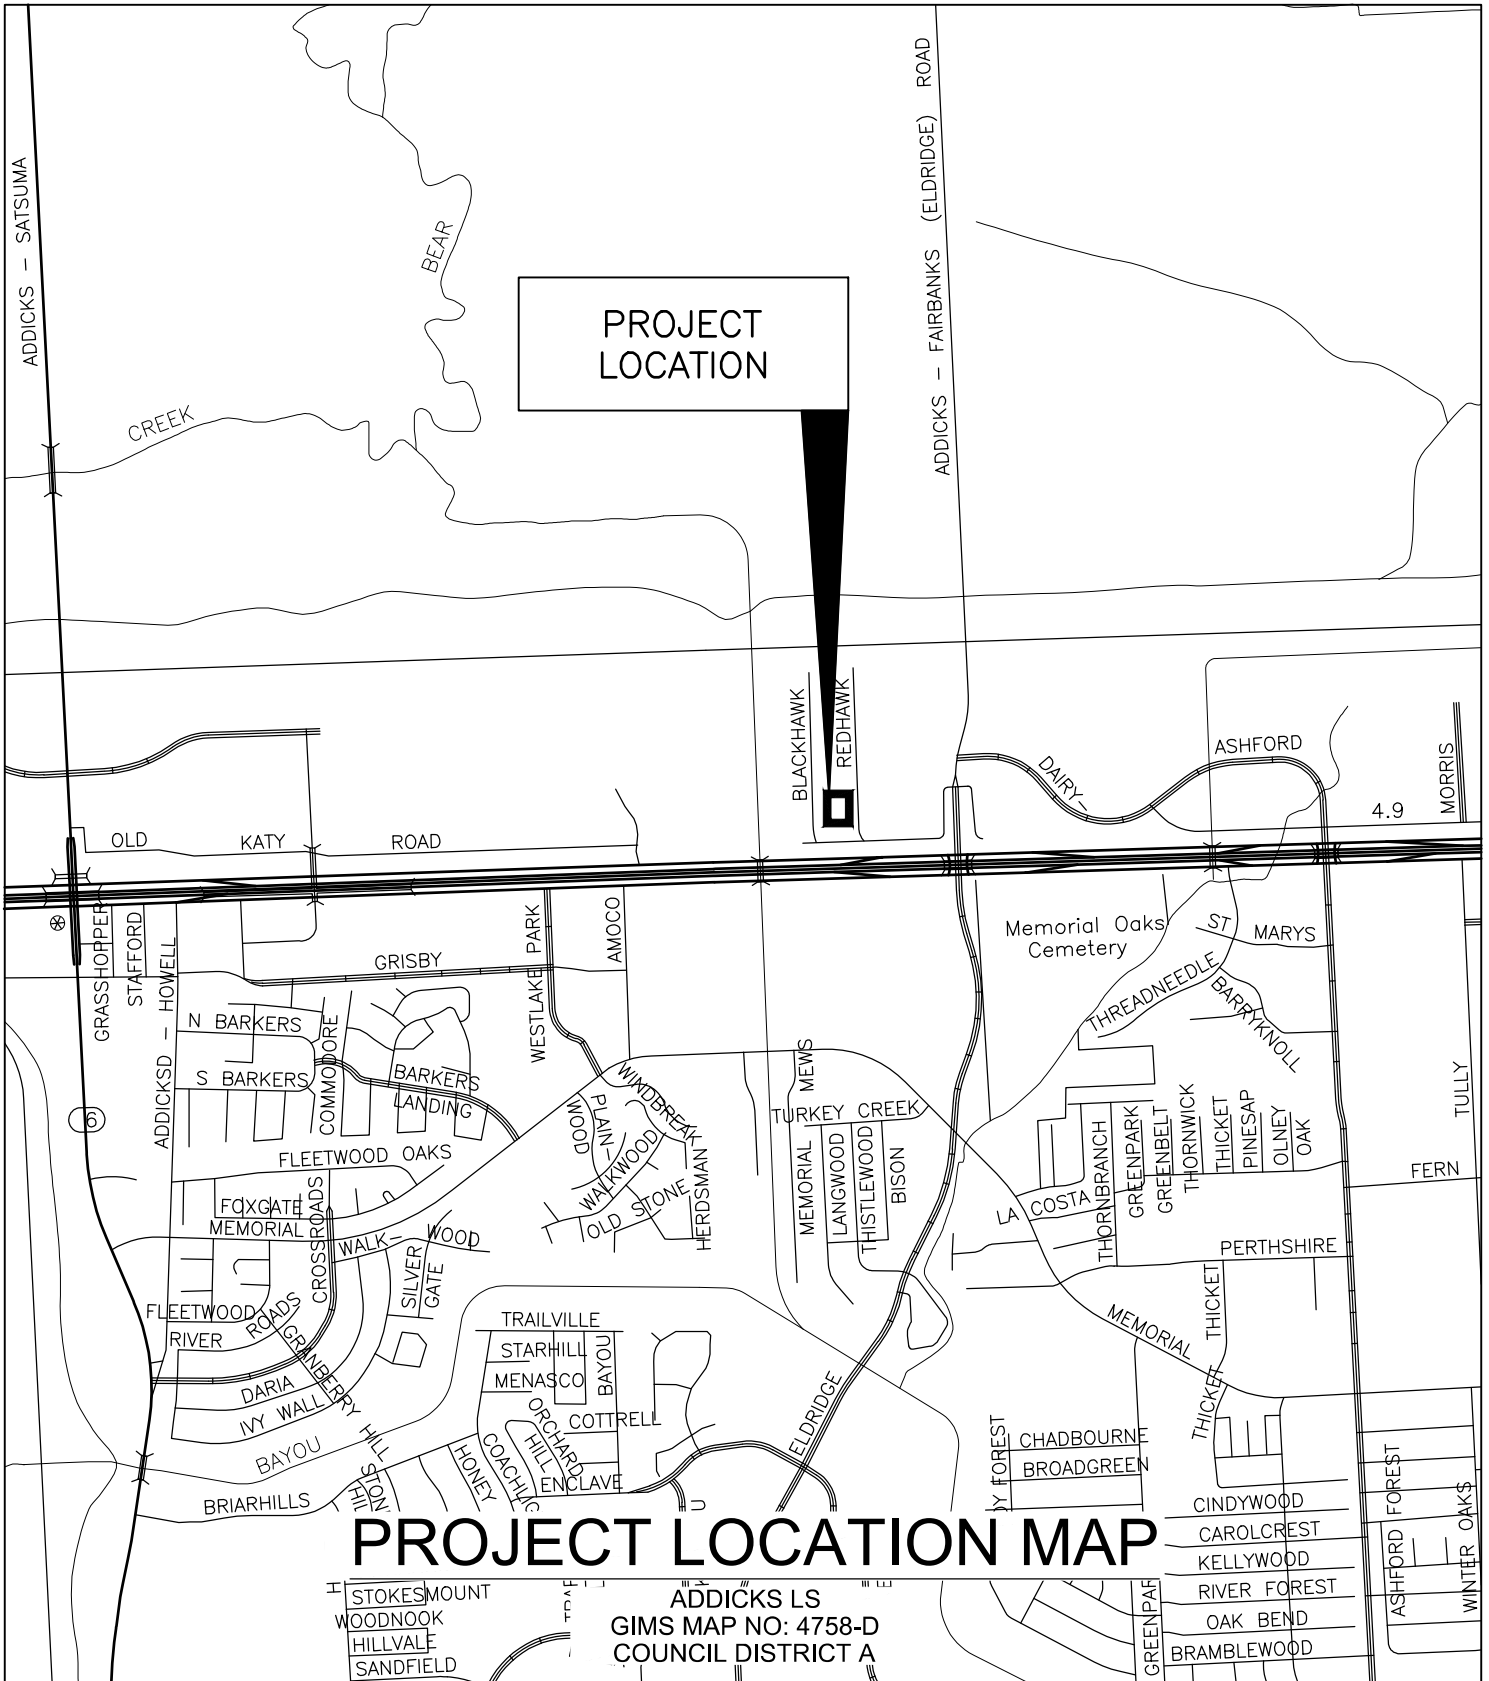 ADDICKS - SATSUMA
BEAR
CREEK
ADDICKS - FAIRBANKS (ELDRIDGE) ROAD
PROJECT
LOCATION
BLACKHAWK
REDHAWK
DAIRY-
ASHFORD
4.9
MORRIS
OLD KATY ROAD
GRASSHOPPER
STAFFORD
ADDICKSD - HOWELL
GRISBY
WESTLAKE PARK
AMOCO
Memorial Oaks
Cemetery
ST MARYS
THREADNEEDLE
BARRYKNOLL
TULLY
N BARKERS
S BARKERS
COMMODORE
BARKERS
LANDING
6
WINDBREAK
PLAIN-
WOOD
WALKWOOD
OLD STONE
HERDSMAN
MEWS
MEMORIAL
TURKEY CREEK
LANGWOOD
THISTLEWOOD
BISON
LA COSTA
THORNBRANCH
GREENPARK
GREENBELT
THORNWICK
THICKET
PINESAP
OLNEY
OAK
FERN
FLEETWOOD OAKS
FOXGATE
MEMORIAL
CROSSROADS
WALK-
WOOD
SILVER
GATE
PERTHSHIRE
THICKET
MEMORIAL
THICKET
FLEETWOOD
RIVER
ROADS
GRANBERRY HILL
DARIA
IVY WALL
BAYOU
BRIARHILLS
TRAILVILLE
STARHILL
MENASCO
BAYOU
COTTRELL
ORCHARD
HILL
ENCLAVE
HONEY
ELDRIDGE
CHADBOURNE
BROADGREEN
CINDYWOOD
CAROLCREST
KELLYWOOD
RIVER FOREST
OAK BEND
BRAMBLEWOOD
ASHFORD FOREST
WINTER OAKS
PROJECT LOCATION MAP
STOKESMOUNT
WOODNOOK
HILLVALE
SANDFIELD
ADDICKS LS
GIMS MAP NO: 4758-D
COUNCIL DISTRICT A